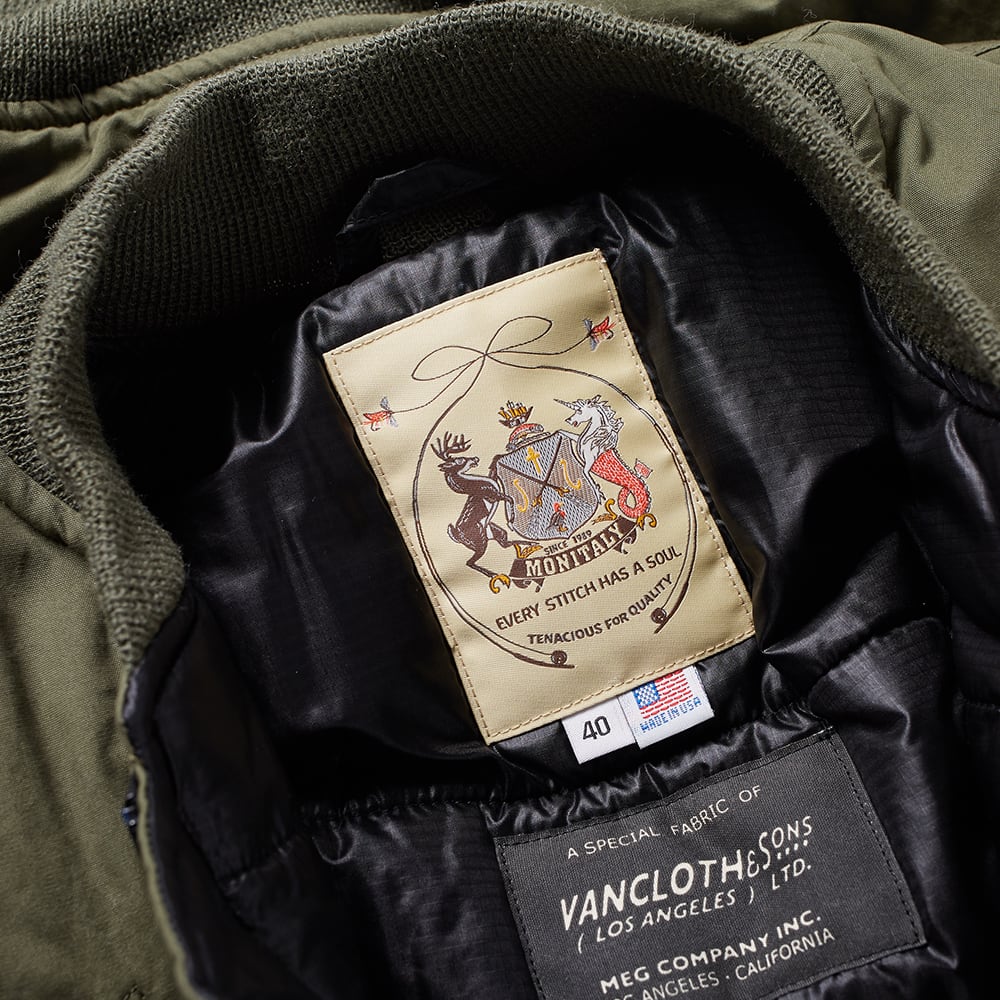 SINCE 1989
MONITALY
EVERY STITCH HAS A SOUL
TENACIOUS FOR QUALITY
40
MADE IN USA
A SPECIAL FABRIC OF
VANCLOTH & SONS
( LOS ANGELES ) LTD.
MEG COMPANY INC.
LOS ANGELES · CALIFORNIA